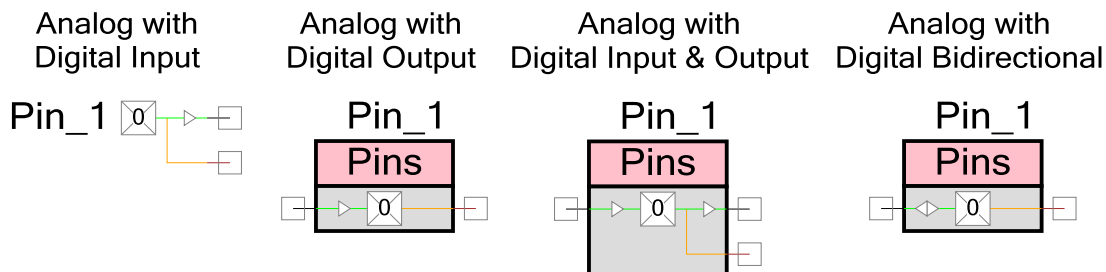 Analog with
Digital Input
Analog with
Digital Output
Analog with
Digital Input & Output
Analog with
Digital Bidirectional
Pin_1
0
Pin_1
Pins
0
Pin_1
Pins
0
Pin_1
Pins
0